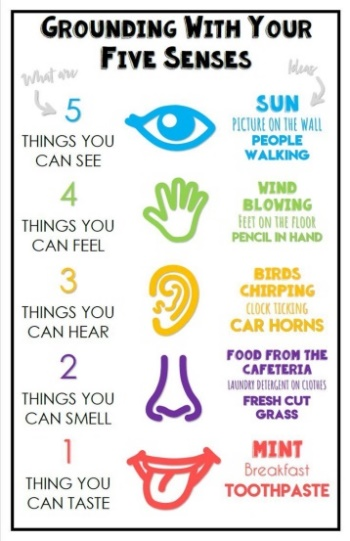 GROUNDING WITH YOUR
FIVE SENSES
What are
Ideas
5
THINGS YOU
CAN SEE
SUN
PICTURE ON THE WALL
PEOPLE
WALKING
4
THINGS YOU
CAN FEEL
WIND
BLOWING
FEET ON THE FLOOR
PENCIL IN HAND
3
THINGS YOU
CAN HEAR
BIRDS
CHIRPING
CLOCK TICKING
CAR HORNS
2
THINGS YOU
CAN SMELL
FOOD FROM THE
CAFETERIA
LAUNDRY DETERGENT ON CLOTHES
FRESH CUT
GRASS
1
THING YOU
CAN TASTE
MINT
Breakfast
TOOTHPASTE